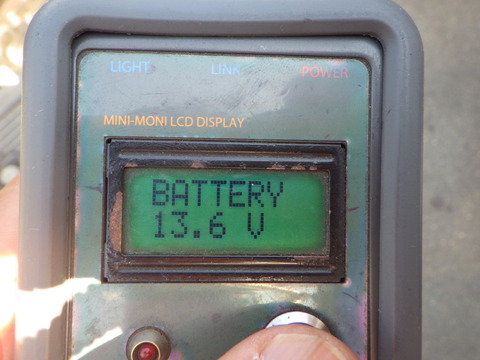 LIGHT LINK POWER
MINI-MONI LCD DISPLAY
BATTERY
13.6 V